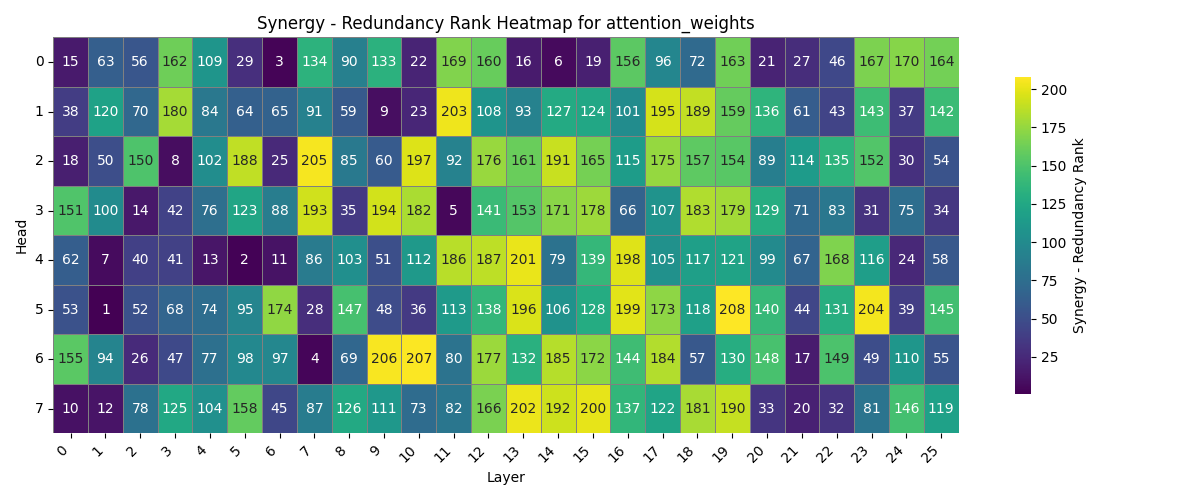 Synergy - Redundancy Rank Heatmap for attention_weights
0 15 63 56 162 109 29 3 134 90 133 22 169 160 16 6 19 156 96 72 163 21 27 46 167 170 164
1 38 120 70 180 84 64 65 91 59 9 23 203 108 93 127 124 101 195 189 159 136 61 43 143 37 142
2 18 50 150 8 102 188 25 205 85 60 197 92 176 161 191 165 115 175 157 154 89 114 135 152 30 54
3 151 100 14 42 76 123 88 193 35 194 182 5 141 153 171 178 66 107 183 179 129 71 83 31 75 34
4 62 7 40 41 13 2 11 86 103 51 112 186 187 201 79 139 198 105 117 121 99 67 168 116 24 58
5 53 1 52 68 74 95 174 28 147 48 36 113 138 196 106 128 199 173 118 208 140 44 131 204 39 145
6 155 94 26 47 77 98 97 4 69 206 207 80 177 132 185 172 144 184 57 130 148 17 149 49 110 55
7 10 12 78 125 104 158 45 87 126 111 73 82 166 202 192 200 137 122 181 190 33 20 32 81 146 119
0 1 2 3 4 5 6 7 8 9 10 11 12 13 14 15 16 17 18 19 20 21 22 23 24 25
Layer
Head
200
175
150
125
100
75
50
25
Synergy - Redundancy Rank